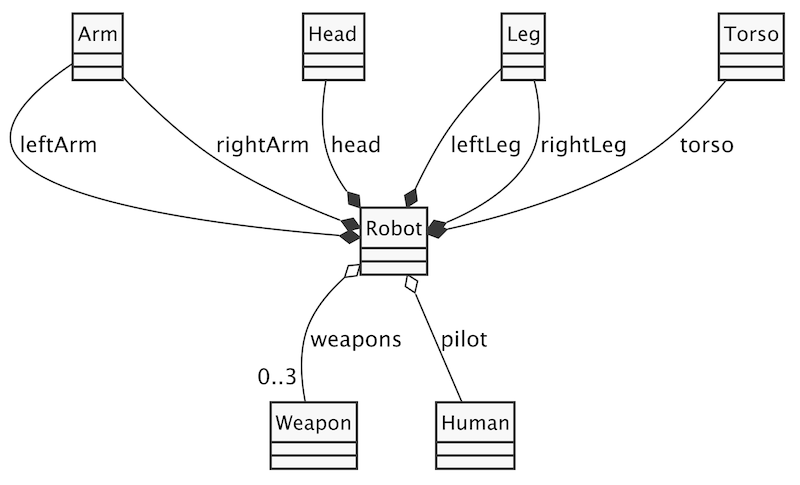 Arm
Head
Leg
Torso
leftArm
rightArm
head
leftLeg
rightLeg
torso
Robot
weapons
pilot
0..3
Weapon
Human